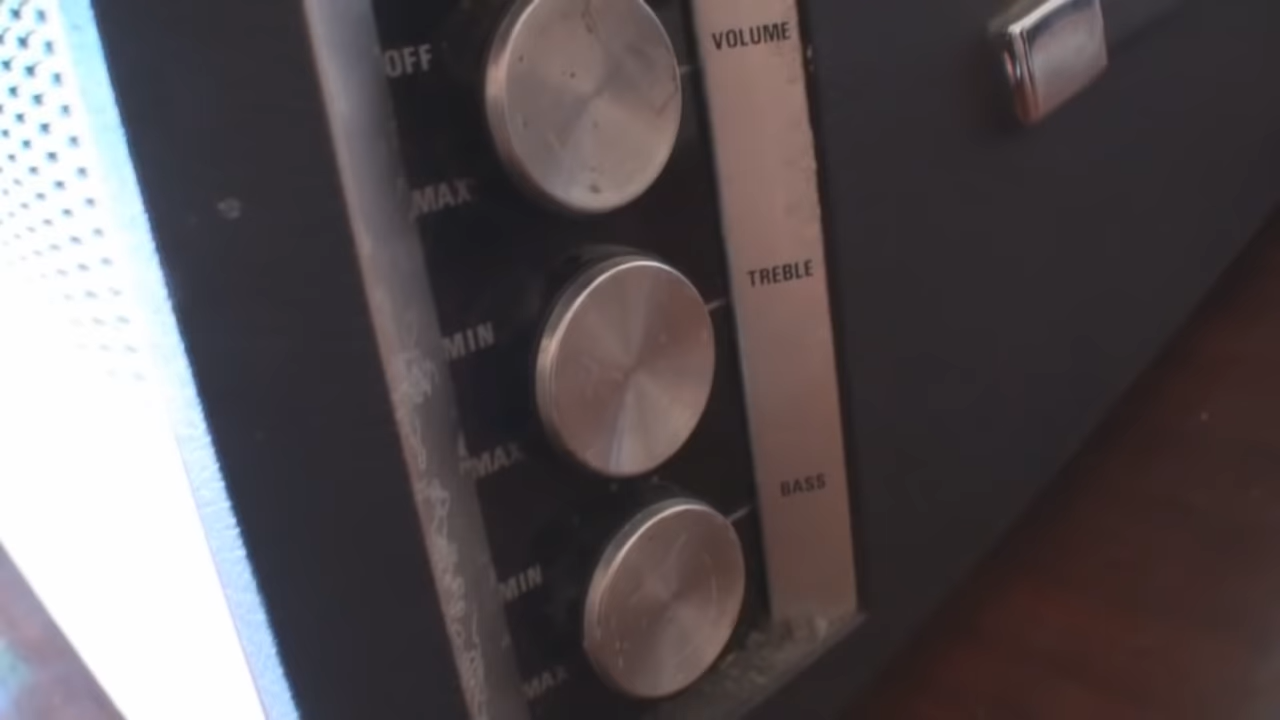 OFF
VOLUME
MAX
MIN
TREBLE
MAX
MIN
BASS
MAX